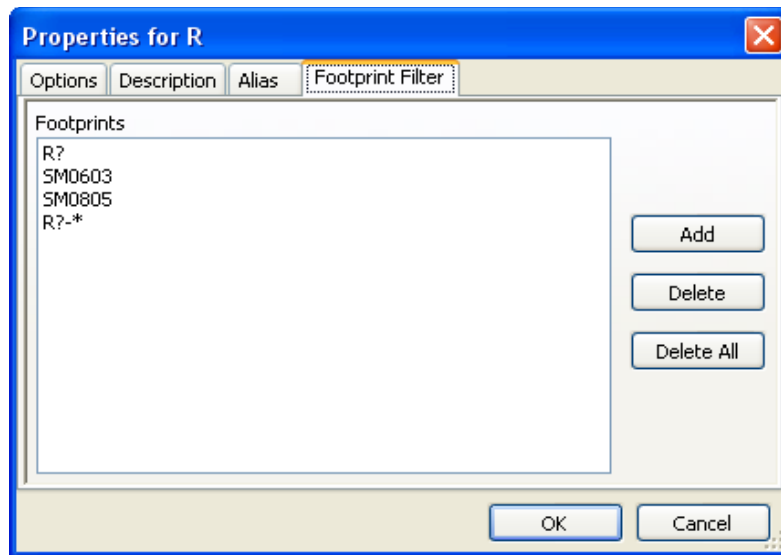 Properties for R
Options Description Alias Footprint Filter
Footprints
R?
SM0603
SM0805
R?-*
Add
Delete
Delete All
OK Cancel